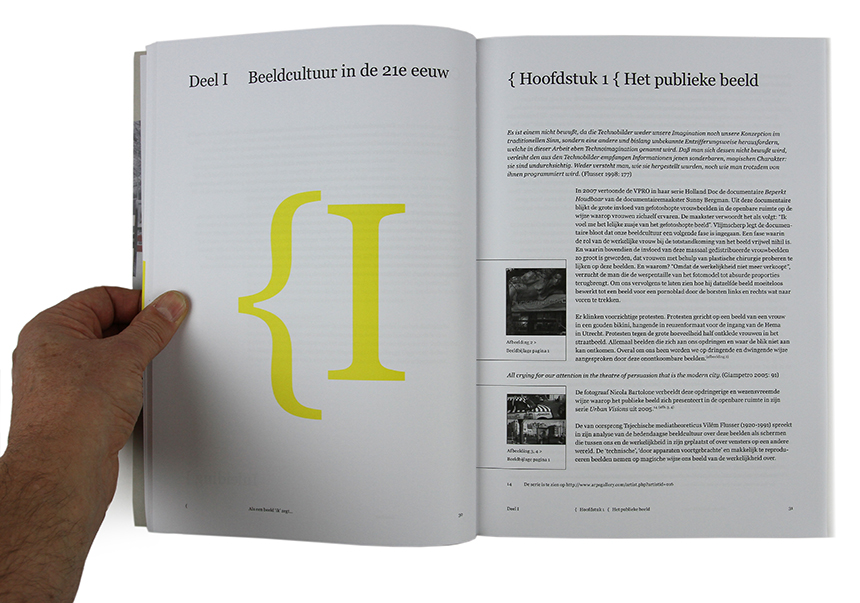 Deel I Beeldcultuur in de 21e eeuw
{I
Als een beeld 'ik' zegt...
{ Hoofdstuk 1 { Het publieke beeld
Es ist einem nicht bewußt, da die Technobilder weder unsere Imagination noch unsere Konzeption im
traditionellen Sinn, sondern eine andere und bislang unbekannte Entzifferungsweise herausfordern,
welche in dieser Arbeit eben Technoimagination genannt wird. Daß man sich dessen nicht bewußt wird,
verleiht den aus den Technobilder empfangen Informationen jenen sonderbaren, magischen Charakter:
sie sind undurchsichtig. Weder versteht man, wie sie hergestellt wurden, noch wie man trotzdem von
ihnen programmiert wird. (Flusser 1998: 177)
In 2007 vertoonde de VPRO in haar serie Holland Doc de documentaire Beperkt
Houdbaar van de documentairemaakster Sunny Bergman. Uit deze documentaire
blijkt de grote invloed van gefotoshopte vrouwbeelden in de openbare ruimte op de
wijze waarop vrouwen zichzelf ervaren. De maakster verwoordt het als volgt: "Ik
voel me het lelijke zusje van het gefotoshopte beeld". Vlijmscherp legt de documen-
taire bloot dat onze beeldcultuur een volgende fase is ingegaan. Een fase waarin
de rol van de werkelijke vrouw bij de totstandkoming van het beeld vrijwel nihil is.
En waarin bovendien de invloed van deze massaal gedistribueerde vrouwbeelden
zo groot is geworden, dat vrouwen met behulp van plastische chirurgie proberen te
lijken op deze beelden. En waarom? "Omdat de werkelijkheid niet meer verkoopt",
verzucht de man die de wespentaille van het fotomodel tot absurde proporties
terugbrengt. Om ons vervolgens te laten zien hoe hij datzelfde beeld moeiteloos
bewerkt tot een beeld voor een pornoblad door de borsten links en rechts wat naar
voren te trekken.
Er klinken voorzichtige protesten. Protesten gericht op een beeld van een vrouw
in een gouden bikini, hangende in reuzenformaat voor de ingang van de Hema
in Utrecht. Protesten tegen de grote hoeveelheid half ontklede vrouwen in het
straatbeeld. Allemaal beelden die zich aan ons opdringen en waar de blik niet aan
kan ontkomen. Overal om ons heen worden we op dringende en dwingende wijze
aangesproken door deze onontkoombare beelden.
Afbeelding 2 >
Beeldbijlage pagina 1
All crying for our attention in the theatre of persuasion that is the modern city. (Giampetro 2005: 91)
De fotograaf Nicola Bartolone verbeeldt deze opdringerige en wezensvreemde
wijze waarop het publieke beeld zich presenteert in de openbare ruimte in zijn
serie Urban Visions uit 2005.
Afbeelding 3, 4 >
Beeldbijlage pagina 1
De van oorsprong Tsjechische mediatheoreticus Vilém Flusser (1920-1991) spreekt
in zijn analyse van de hedendaagse beeldcultuur over deze beelden als schermen
die tussen ons en de werkelijkheid in zijn geplaatst of over vensters op een andere
wereld. De 'technische', 'door apparaten voortgebrachte' en makkelijk te reprodu-
ceren beelden nemen op magische wijze ons beeld van de werkelijkheid over.
14 De serie is te zien op
Deel I { Hoofdstuk 1 { Het publieke beeld